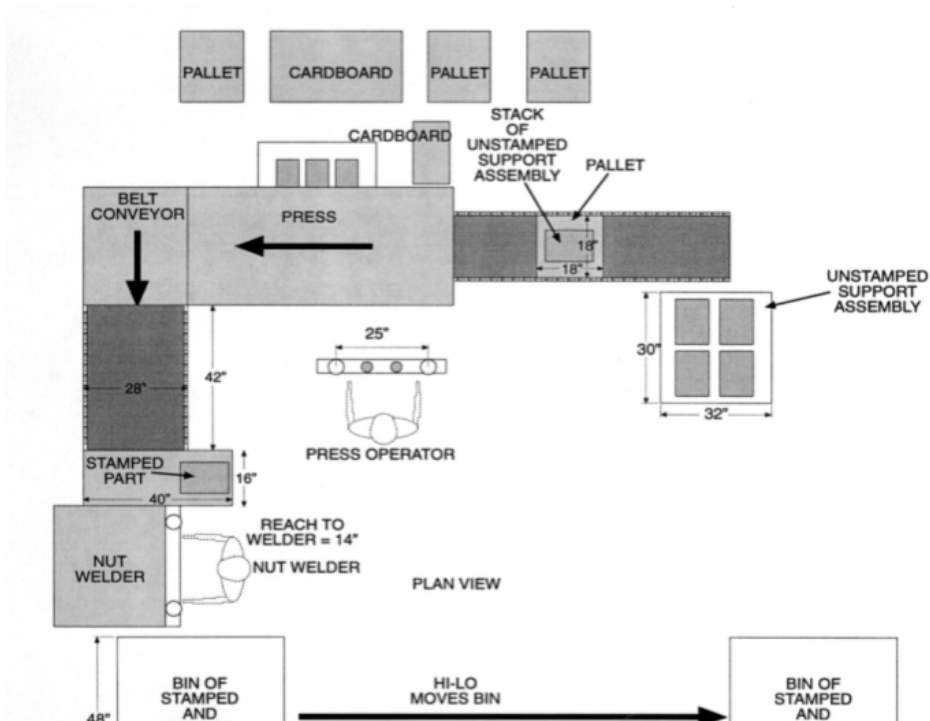 PALLET
CARDBOARD
PALLET
PALLET
STACK
OF
UNSTAMPED
SUPPORT
ASSEMBLY
CARDBOARD
PALLET
BELT
CONVEYOR
PRESS
18"
18"
UNSTAMPED
SUPPORT
ASSEMBLY
25"
30"
28"
42"
32"
PRESS OPERATOR
STAMPED
PART
16"
40"
REACH TO
WELDER = 14"
NUT
WELDER
NUT WELDER
PLAN VIEW
BIN OF
STAMPED
AND
48"
HI-LO
MOVES BIN
BIN OF
STAMPED
AND